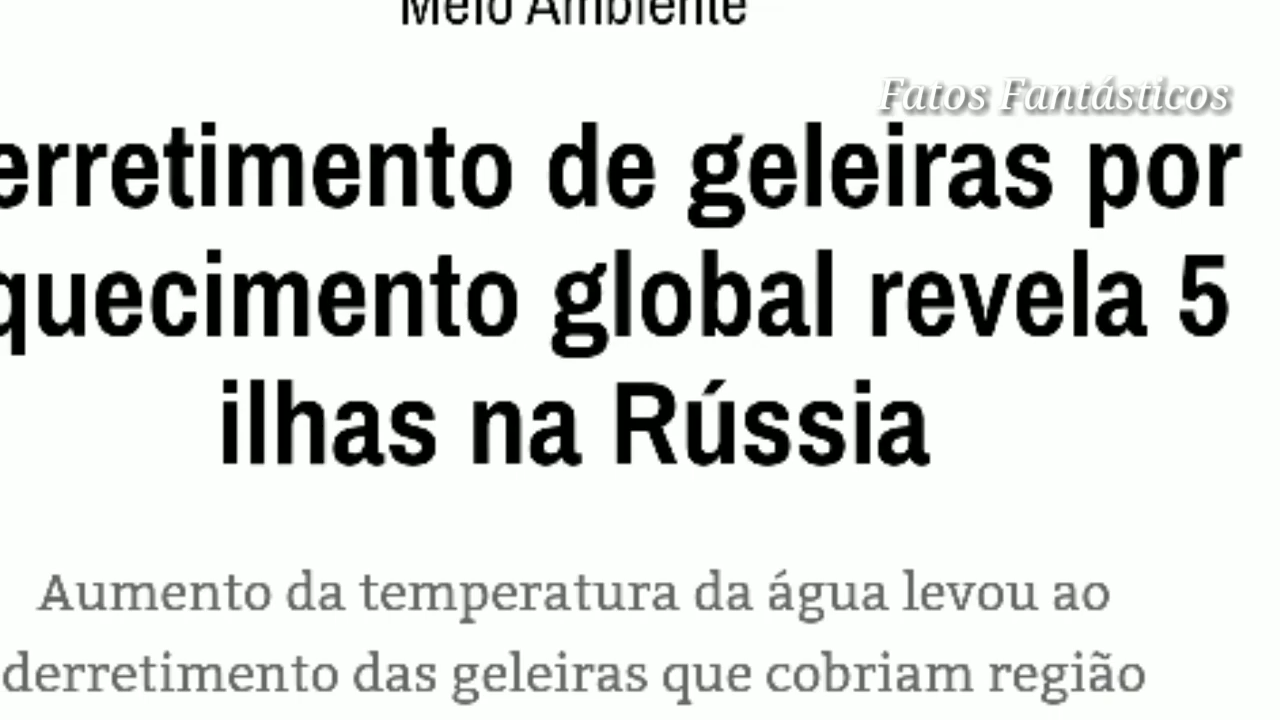 Meio Ambiente
Fatos Fantásticos
erretimento de geleiras por
quecimento global revela 5
ilhas na Rússia
Aumento da temperatura da água levou ao
derretimento das geleiras que cobriam região